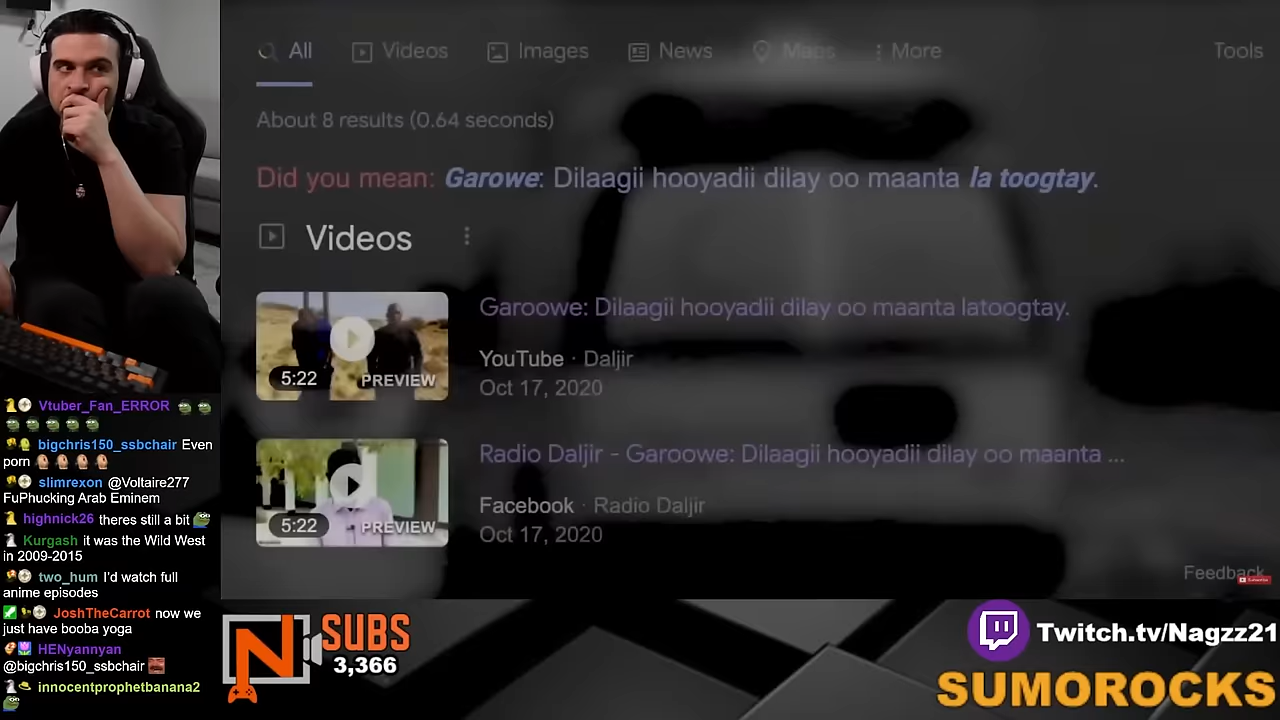 All
Videos
Images
News
Maps
More
Tools
About 8 results (0.64 seconds)
Did you mean: Garowe: Dilaagii hooyadii dilay oo maanta la toogtay.
Videos
Garoowe: Dilaagii hooyadii dilay oo maanta latoogtay.
YouTube · Daljir
Oct 17, 2020
5:22
PREVIEW
Radio Daljir - Garoowe: Dilaagii hooyadii dilay oo maanta ...
Facebook · Radio Daljir
Oct 17, 2020
5:22
PREVIEW
Feedback
Vtuber_Fan_ERROR
bigchris150_ssbchair Even
porn
slimrexon @Voltaire277
FuPhucking Arab Eminem
highnick26 theres still a bit
Kurgash it was the Wild West
in 2009-2015
two_hum I'd watch full
anime episodes
JoshTheCarrot now we
just have booba yoga
HENyannyan
@bigchris150_ssbchair
innocentprophetbanana2
N
SUBS
3,366
Twitch.tv/Nagzz21
SUMOROCKS